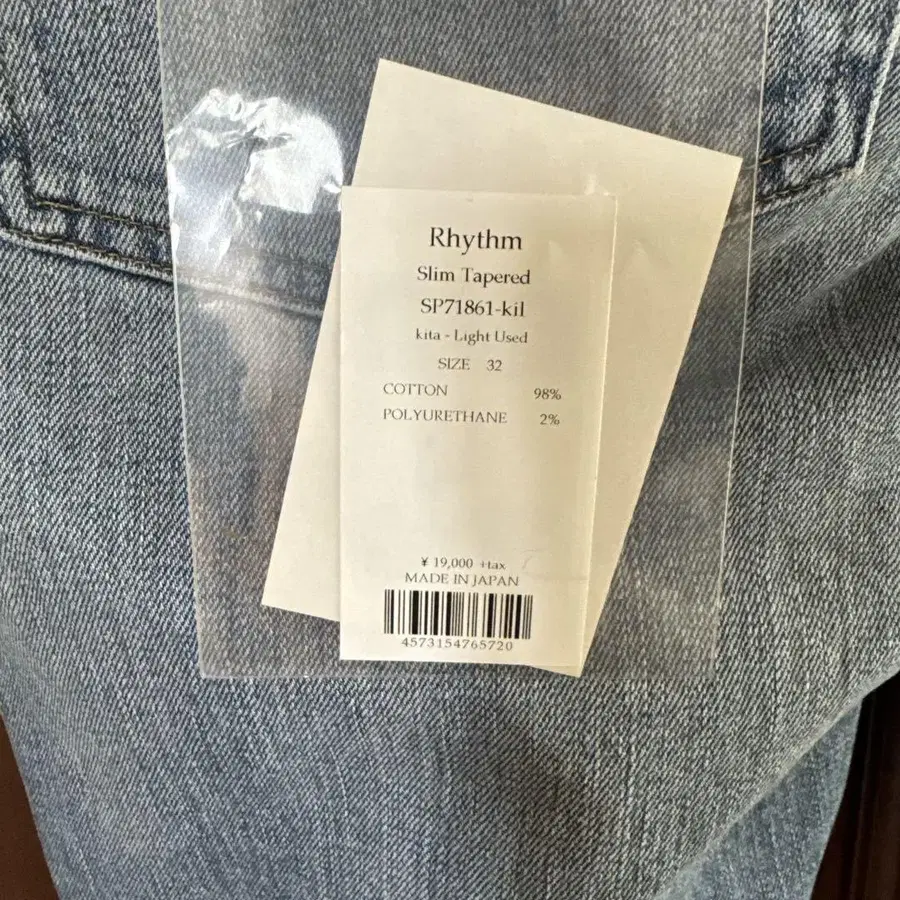 Rhythm
Slim Tapered
SP71861-kil
kita - Light Used
SIZE 32
COTTON 98%
POLYURETHANE 2%
¥ 19,000 +tax
MADE IN JAPAN
4573154765720